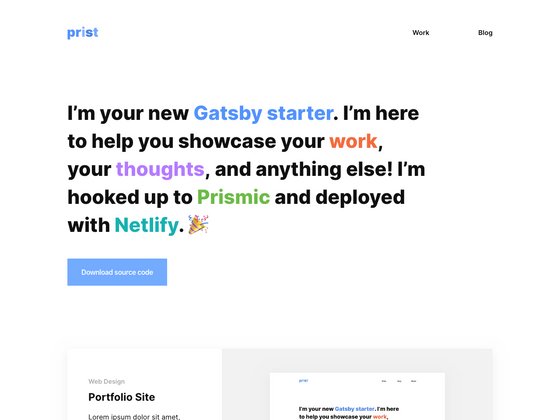 prist
Work Blog
I’m your new Gatsby starter. I’m here
to help you showcase your work,
your thoughts, and anything else! I’m
hooked up to Prismic and deployed
with Netlify. 🎉
Download source code
Web Design
Portfolio Site
Lorem ipsum dolor sit amet,
prist
I’m your new Gatsby starter. I’m here
to help you showcase your work,